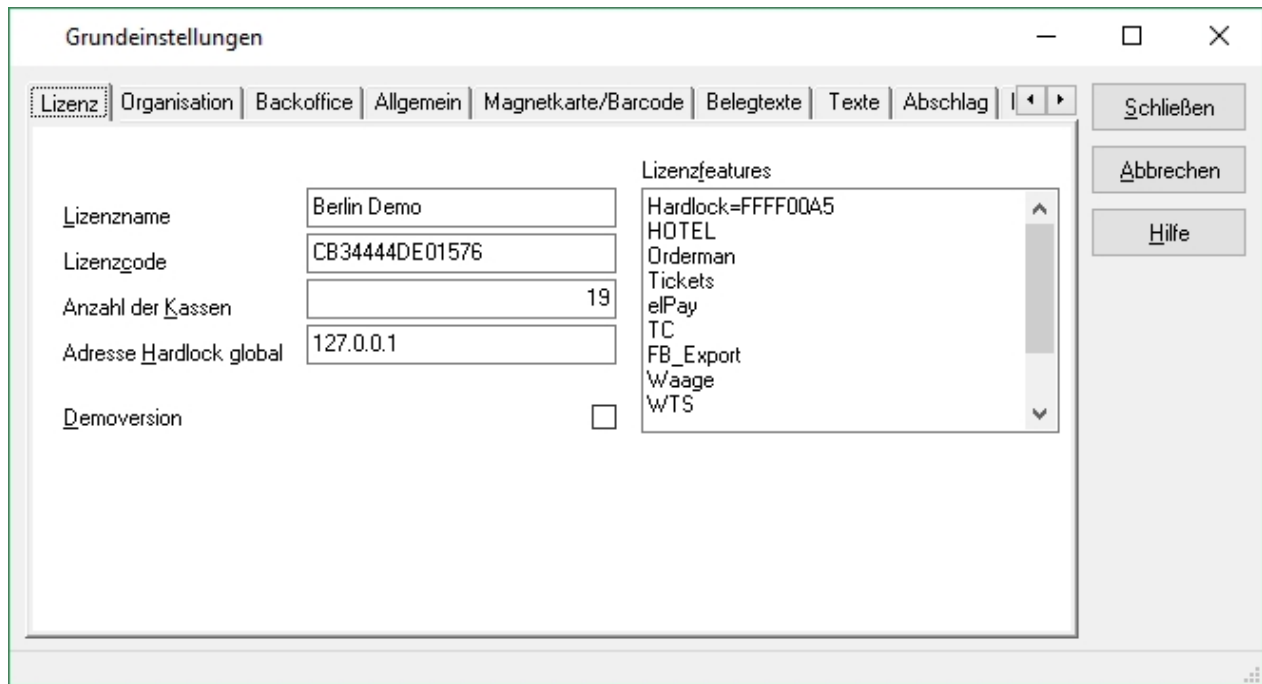 Grundeinstellungen
Lizenz Organisation Backoffice Allgemein Magnetkarte/Barcode Belegtexte Texte Abschlag
Schließen
Abbrechen
Hilfe
Lizenzfeatures
Lizenzname Berlin Demo
Lizenzcode CB34444DE01576
Anzahl der Kassen 19
Adresse Hardlock global 127.0.0.1
Demoversion
Hardlock=FFFF00A5
HOTEL
Orderman
Tickets
elPay
TC
FB_Export
Waage
WTS